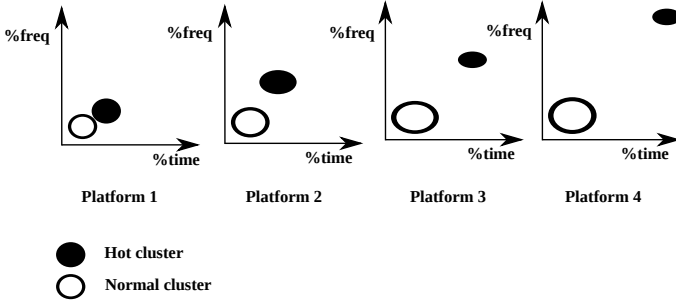 %freq
%freq
%freq
%freq
%time
%time
%time
%time
Platform 1
Platform 2
Platform 3
Platform 4
Hot cluster
Normal cluster